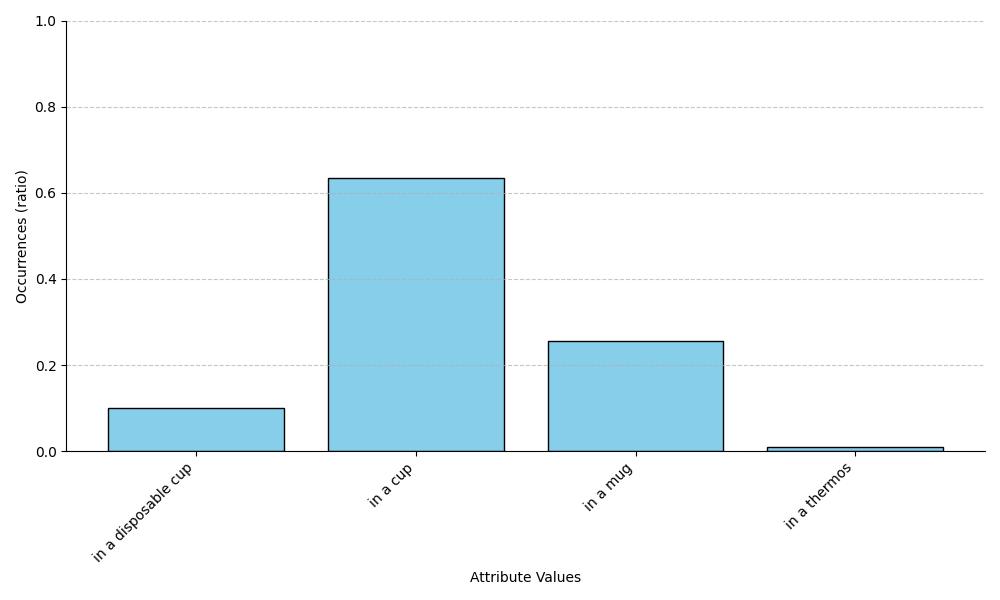 1.0
0.8
0.6
0.4
0.2
0.0
Occurrences (ratio)
in a disposable cup
in a cup
in a mug
in a thermos
Attribute Values